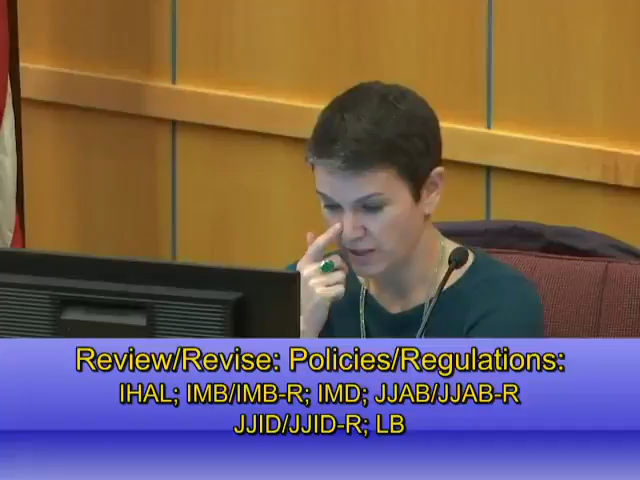 Review/Revise: Policies/Regulations:
IHAL; IMB/IMB-R; IMD; JJAB/JJAB-R
JJID/JJID-R; LB